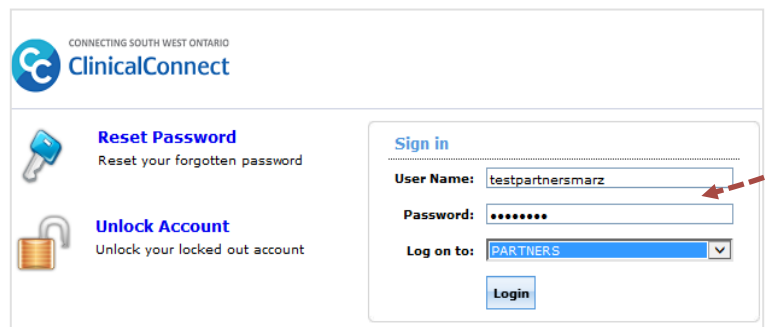 CONNECTING SOUTH WEST ONTARIO
ClinicalConnect
Reset Password
Reset your forgotten password
Unlock Account
Unlock your locked out account
Sign in
User Name: testpartnersmarz
Password: ••••••••
Log on to: PARTNERS
Login